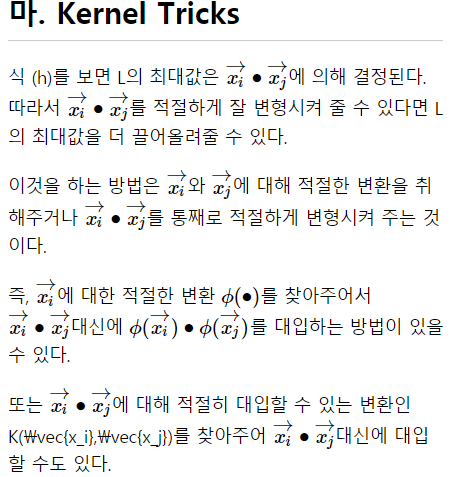 마. Kernel Tricks
식 (h)를 보면 L의 최대값은 $\overrightarrow{x_i} \bullet \overrightarrow{x_j}$에 의해 결정된다.
따라서 $\overrightarrow{x_i} \bullet \overrightarrow{x_j}$를 적절하게 잘 변형시켜 줄 수 있다면 L
의 최대값을 더 끌어올려줄 수 있다.
이것을 하는 방법은 $\overrightarrow{x_i}$와 $\overrightarrow{x_j}$에 대해 적절한 변환을 취
해주거나 $\overrightarrow{x_i} \bullet \overrightarrow{x_j}$를 통째로 적절하게 변형시켜 주는 것
이다.
즉, $\overrightarrow{x_i}$에 대한 적절한 변환 $\phi(\bullet)$를 찾아주어서
$\overrightarrow{x_i} \bullet \overrightarrow{x_j}$대신에 $\phi(\overrightarrow{x_i}) \bullet \phi(\overrightarrow{x_j})$를 대입하는 방법이 있을
수 있다.
또는 $\overrightarrow{x_i} \bullet \overrightarrow{x_j}$에 대해 적절히 대입할 수 있는 변환인
K(₩vec{x_i},₩vec{x_j})를 찾아주어 $\overrightarrow{x_i} \bullet \overrightarrow{x_j}$대신에 대입
할 수도 있다.